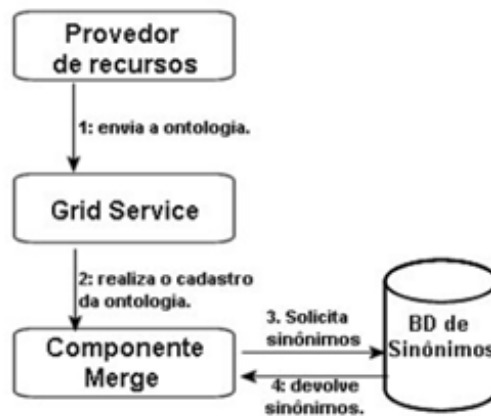 Provedor
de recursos
1: envia a ontologia.
Grid Service
2: realiza o cadastro
da ontologia.
Componente
Merge
3. Solicita
sinônimos
4: devolve
sinônimos.
BD de
Sinônimos